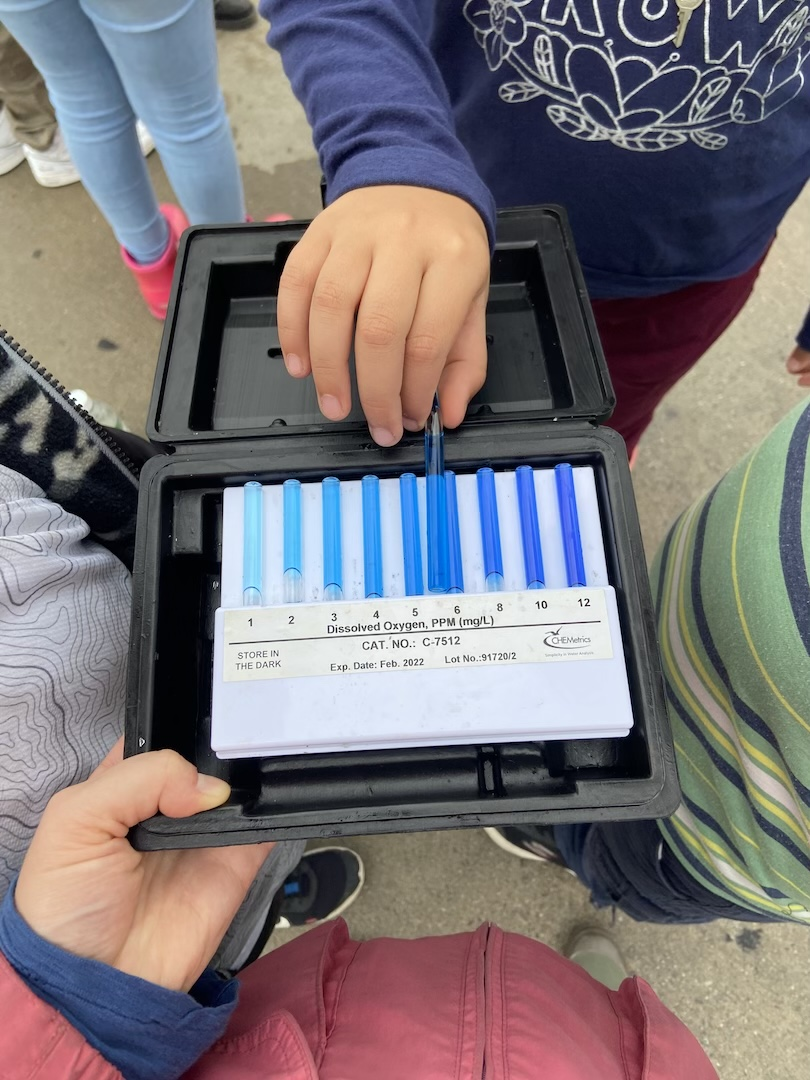 1 2 3 4 5 6 8 10 12
Dissolved Oxygen, PPM (mg/L)
STORE IN
THE DARK
CAT. NO.: C-7512
Exp. Date: Feb. 2022 Lot No.:91720/2
CHEMetrics